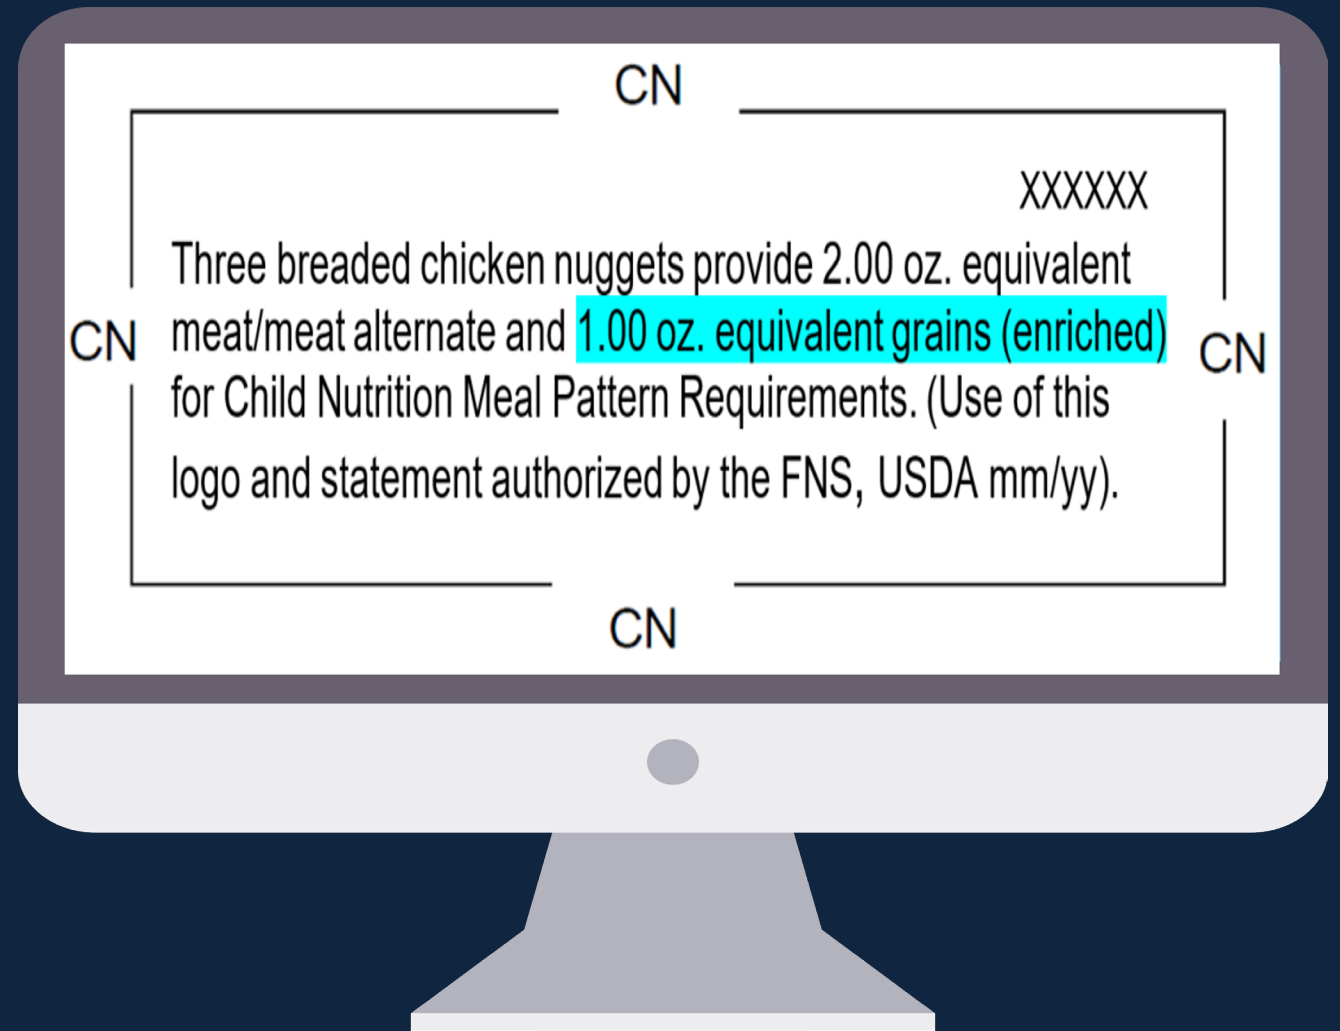 CN
XXXXXX
Three breaded chicken nuggets provide 2.00 oz. equivalent
CN meat/meat alternate and 1.00 oz. equivalent grains (enriched) CN
for Child Nutrition Meal Pattern Requirements. (Use of this
logo and statement authorized by the FNS, USDA mm/yy).
CN